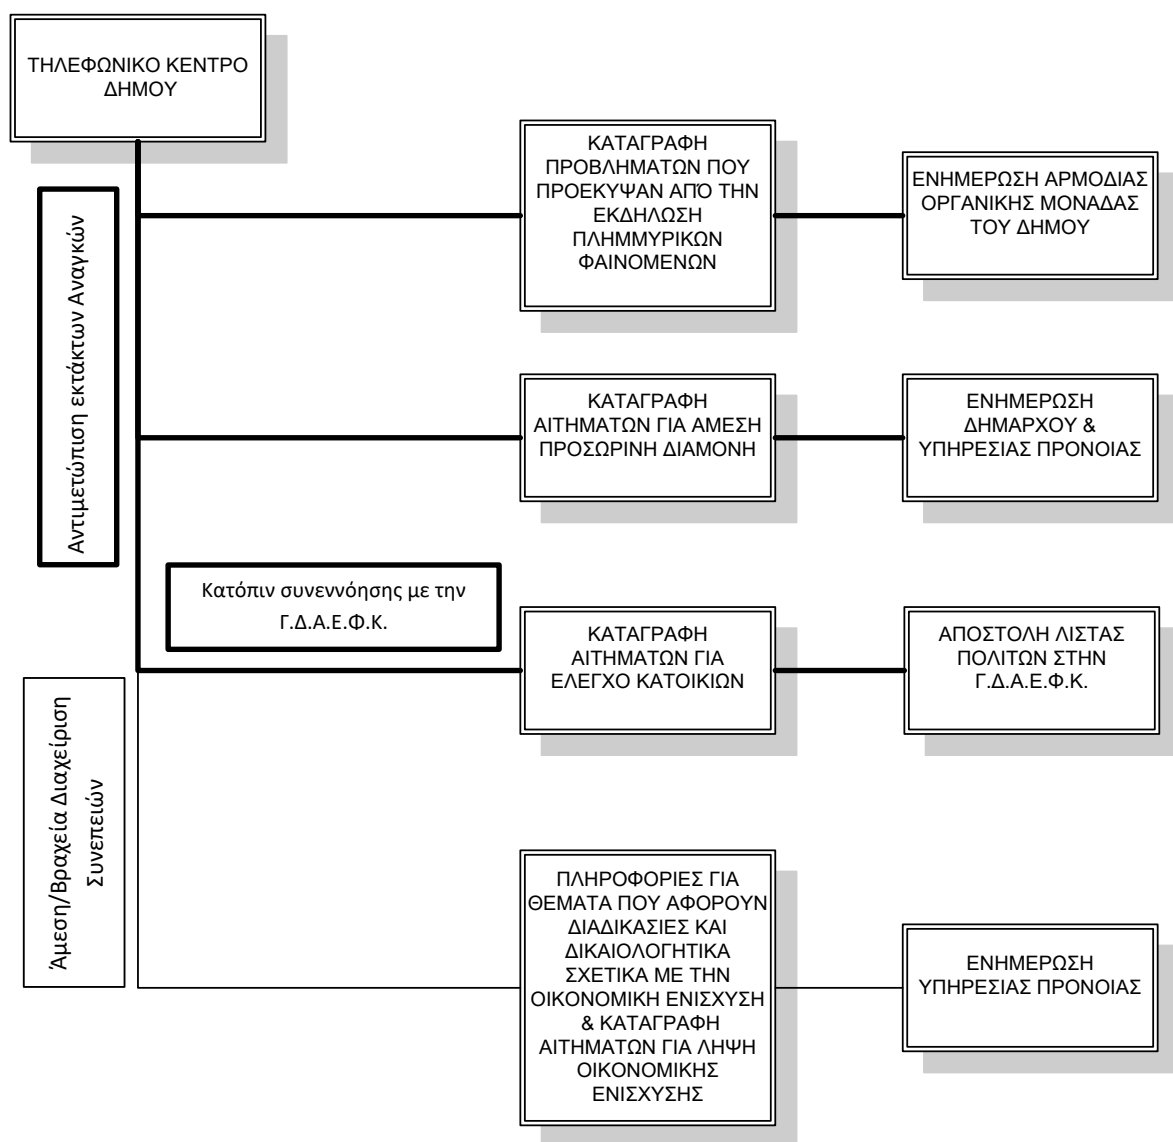 ΤΗΛΕΦΩΝΙΚΟ ΚΕΝΤΡΟ
ΔΗΜΟΥ
Αντιμετώπιση εκτάκτων Αναγκών
ΚΑΤΑΓΡΑΦΗ
ΠΡΟΒΛΗΜΑΤΩΝ ΠΟΥ
ΠΡΟΕΚΥΨΑΝ ΑΠΌ ΤΗΝ
ΕΚΔΗΛΩΣΗ
ΠΛΗΜΜΥΡΙΚΩΝ
ΦΑΙΝΟΜΕΝΩΝ
ΕΝΗΜΕΡΩΣΗ ΑΡΜΟΔΙΑΣ
ΟΡΓΑΝΙΚΗΣ ΜΟΝΑΔΑΣ
ΤΟΥ ΔΗΜΟΥ
ΚΑΤΑΓΡΑΦΗ
ΑΙΤΗΜΑΤΩΝ ΓΙΑ ΑΜΕΣΗ
ΠΡΟΣΩΡΙΝΗ ΔΙΑΜΟΝΗ
ΕΝΗΜΕΡΩΣΗ
ΔΗΜΑΡΧΟΥ &
ΥΠΗΡΕΣΙΑΣ ΠΡΟΝΟΙΑΣ
Κατόπιν συνεννόησης με την
Γ.Δ.Α.Ε.Φ.Κ.
ΚΑΤΑΓΡΑΦΗ
ΑΙΤΗΜΑΤΩΝ ΓΙΑ
ΕΛΕΓΧΟ ΚΑΤΟΙΚΙΩΝ
ΑΠΟΣΤΟΛΗ ΛΙΣΤΑΣ
ΠΟΛΙΤΩΝ ΣΤΗΝ
Γ.Δ.Α.Ε.Φ.Κ.
Άμεση/Βραχεία Διαχείριση
Συνεπειών
ΠΛΗΡΟΦΟΡΙΕΣ ΓΙΑ
ΘΕΜΑΤΑ ΠΟΥ ΑΦΟΡΟΥΝ
ΔΙΑΔΙΚΑΣΙΕΣ ΚΑΙ
ΔΙΚΑΙΟΛΟΓΗΤΙΚΑ
ΣΧΕΤΙΚΑ ΜΕ ΤΗΝ
ΟΙΚΟΝΟΜΙΚΗ ΕΝΙΣΧΥΣΗ
& ΚΑΤΑΓΡΑΦΗ
ΑΙΤΗΜΑΤΩΝ ΓΙΑ ΛΗΨΗ
ΟΙΚΟΝΟΜΙΚΗΣ
ΕΝΙΣΧΥΣΗΣ
ΕΝΗΜΕΡΩΣΗ
ΥΠΗΡΕΣΙΑΣ ΠΡΟΝΟΙΑΣ